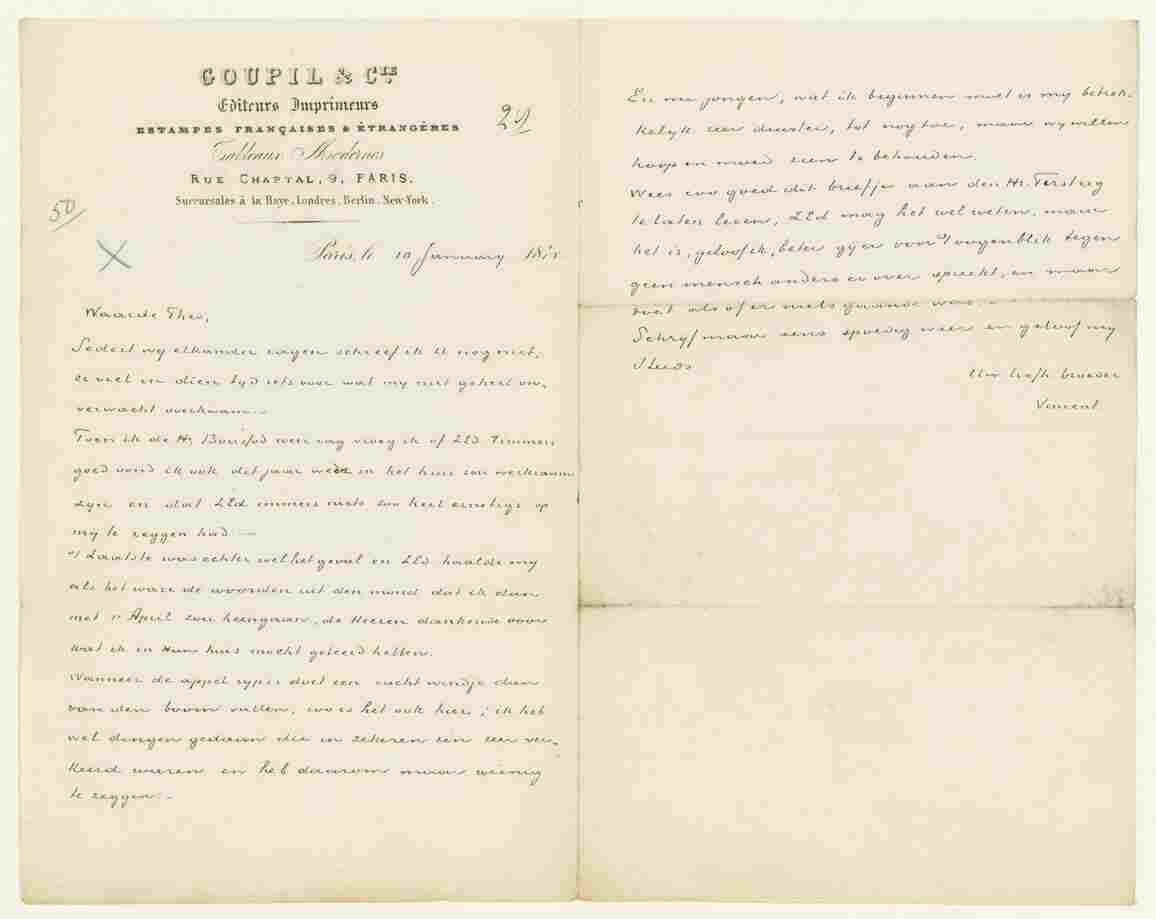 GOUPIL & CIE
Editeurs Imprimeurs
ESTAMPES FRANÇAISES & ÉTRANGÈRES
Tableaux Modernes
RUE CHAPTAL, 9, PARIS.
Succursales à la Haye, Londres, Berlin, New-York.
50
Paris, le 10 January 187
Waarde Theo,
Sedert wy elkander zagen schreef ik U nog niet,
er viel in dien tyd iets voor wat my niet geheel on-
verwacht overkwam.—
Toen ik de Hr Boussod weer zag vroeg ik of ZEd 't immers
goed vond ik ook dit jaar weer in het huis zou werkzaam
zyn en dat ZEd immers niets zoo heel ernstigs op
mij te zeggen had —
't Laatste was echter wel het geval en ZEd haalde my
als het ware de woorden uit den mond dat ik dan
met 1 April zou heengaan, de Heeren dankende voor
wat ik in Hun huis mocht geleerd hebben.
Wanneer de appel ryp is doet een zacht windje dien
van den boom vallen, zoo is het ook hier; ik heb
wel dingen gedaan die in zekeren zin zeer ver-
keerd waren en heb daarom maar weinig
te zeggen.—
En nu jongen, wat ik beginnen moet is my betrek-
kelyk zeer duister, tot nog toe, maar wy willen
hoop en moed zien te behouden.
Wees zoo goed dit briefje aan den Hr. Tersteeg
te laten lezen, ZEd mag het wel weten, maar
het is, geloof ik, beter gy er voor 't oogenblik tegen
geen mensch anders over spreekt, en maar
doet als of er niets gaande was.—
Schryf maar eens spoedig weer en geloof my
steeds
Uw liefh. broeder
Vincent